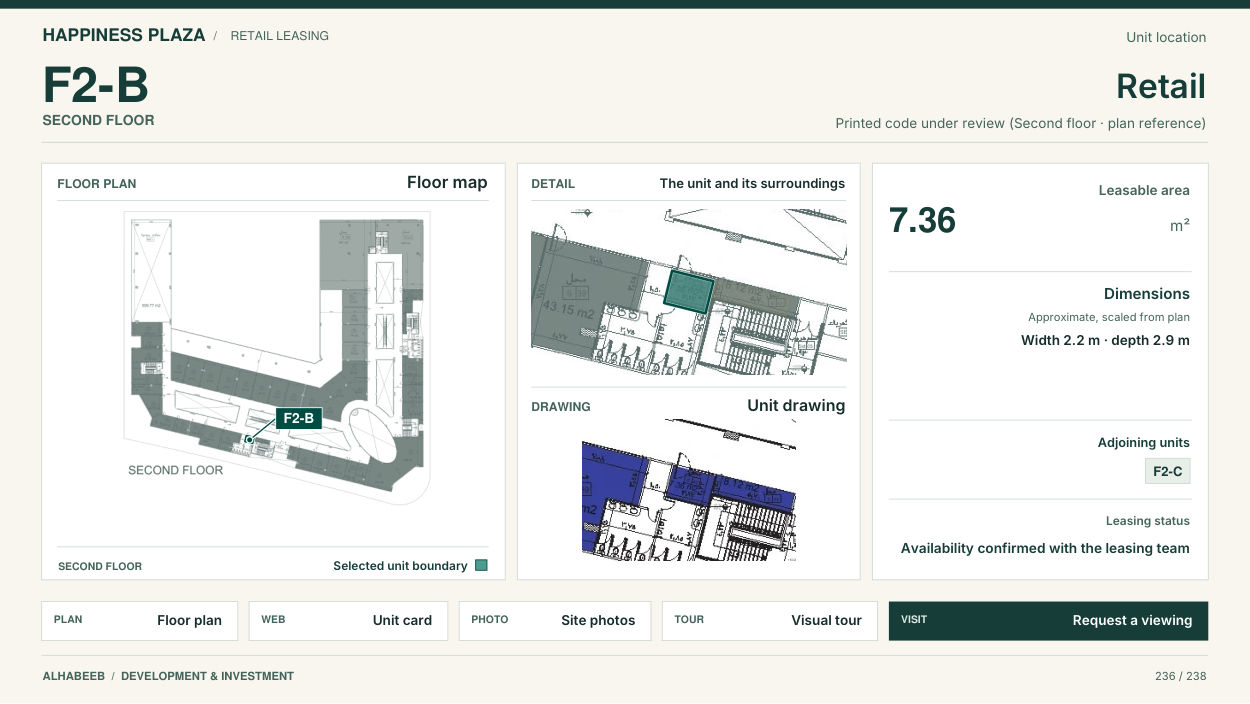 HAPPINESS PLAZA / RETAIL LEASING
Unit location
F2-B
Retail
SECOND FLOOR
Printed code under review (Second floor · plan reference)
FLOOR PLAN
Floor map
F2-B
SECOND FLOOR
SECOND FLOOR
Selected unit boundary
DETAIL
The unit and its surroundings
محل
43.15 m2
DRAWING
Unit drawing
m2
Leasable area
7.36
m²
Dimensions
Approximate, scaled from plan
Width 2.2 m · depth 2.9 m
Adjoining units
F2-C
Leasing status
Availability confirmed with the leasing team
PLAN
Floor plan
WEB
Unit card
PHOTO
Site photos
TOUR
Visual tour
VISIT
Request a viewing
ALHABEEB / DEVELOPMENT & INVESTMENT
236 / 238